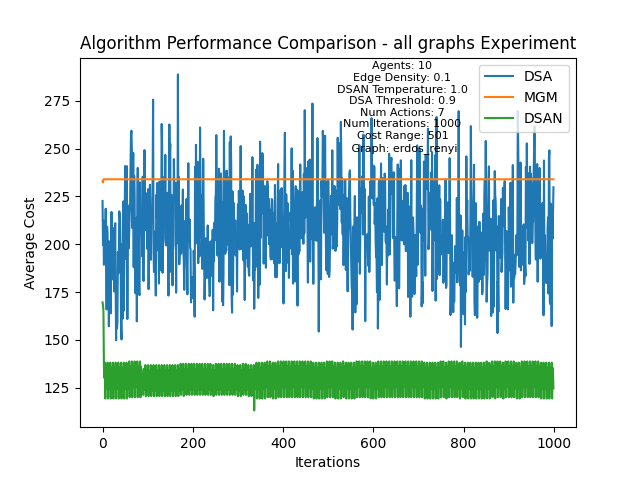 Algorithm Performance Comparison - all graphs Experiment
Agents: 10
Edge Density: 0.1
DSAN Temperature: 1.0
DSA Threshold: 0.9
Num Actions: 7
Num Iterations: 1000
Cost Range: 501
Graph: erdos_renyi
DSA
MGM
DSAN
Average Cost
275
250
225
200
175
150
125
0
200
400
600
800
1000
Iterations